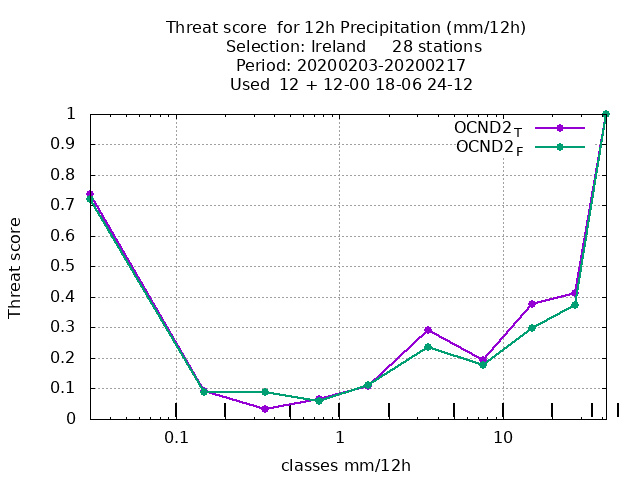 Threat score  for 12h Precipitation (mm/12h)
Selection: Ireland     28 stations
Period: 20200203-20200217
Used  12 + 12-00 18-06 24-12
OCND2T
OCND2F
Threat score
1
0.9
0.8
0.7
0.6
0.5
0.4
0.3
0.2
0.1
0
0.1 1 10
classes mm/12h